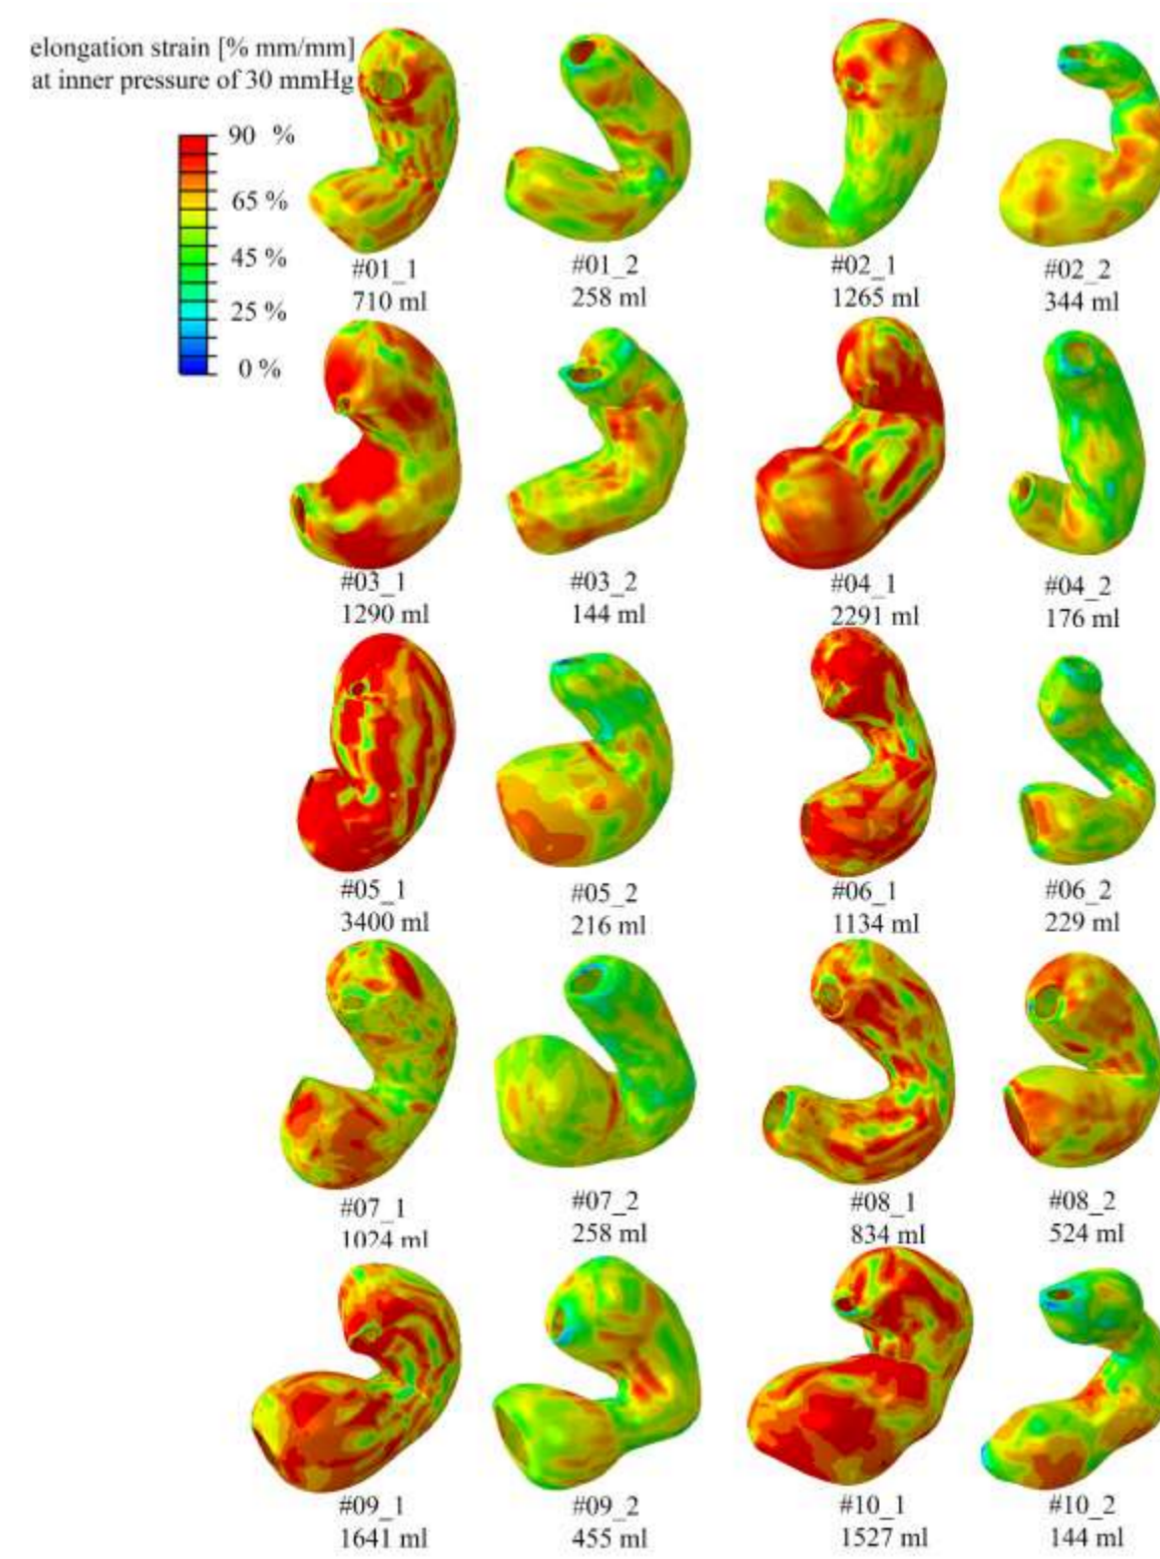 elongation strain [% mm/mm]
at inner pressure of 30 mmHg
90 %
65 %
45 %
25 %
0 %
#01_1
710 ml
#01_2
258 ml
#02_1
1265 ml
#02_2
344 ml
#03_1
1290 ml
#03_2
144 ml
#04_1
2291 ml
#04_2
176 ml
#05_1
3400 ml
#05_2
216 ml
#06_1
1134 ml
#06_2
229 ml
#07_1
1024 ml
#07_2
258 ml
#08_1
834 ml
#08_2
524 ml
#09_1
1641 ml
#09_2
455 ml
#10_1
1527 ml
#10_2
144 ml